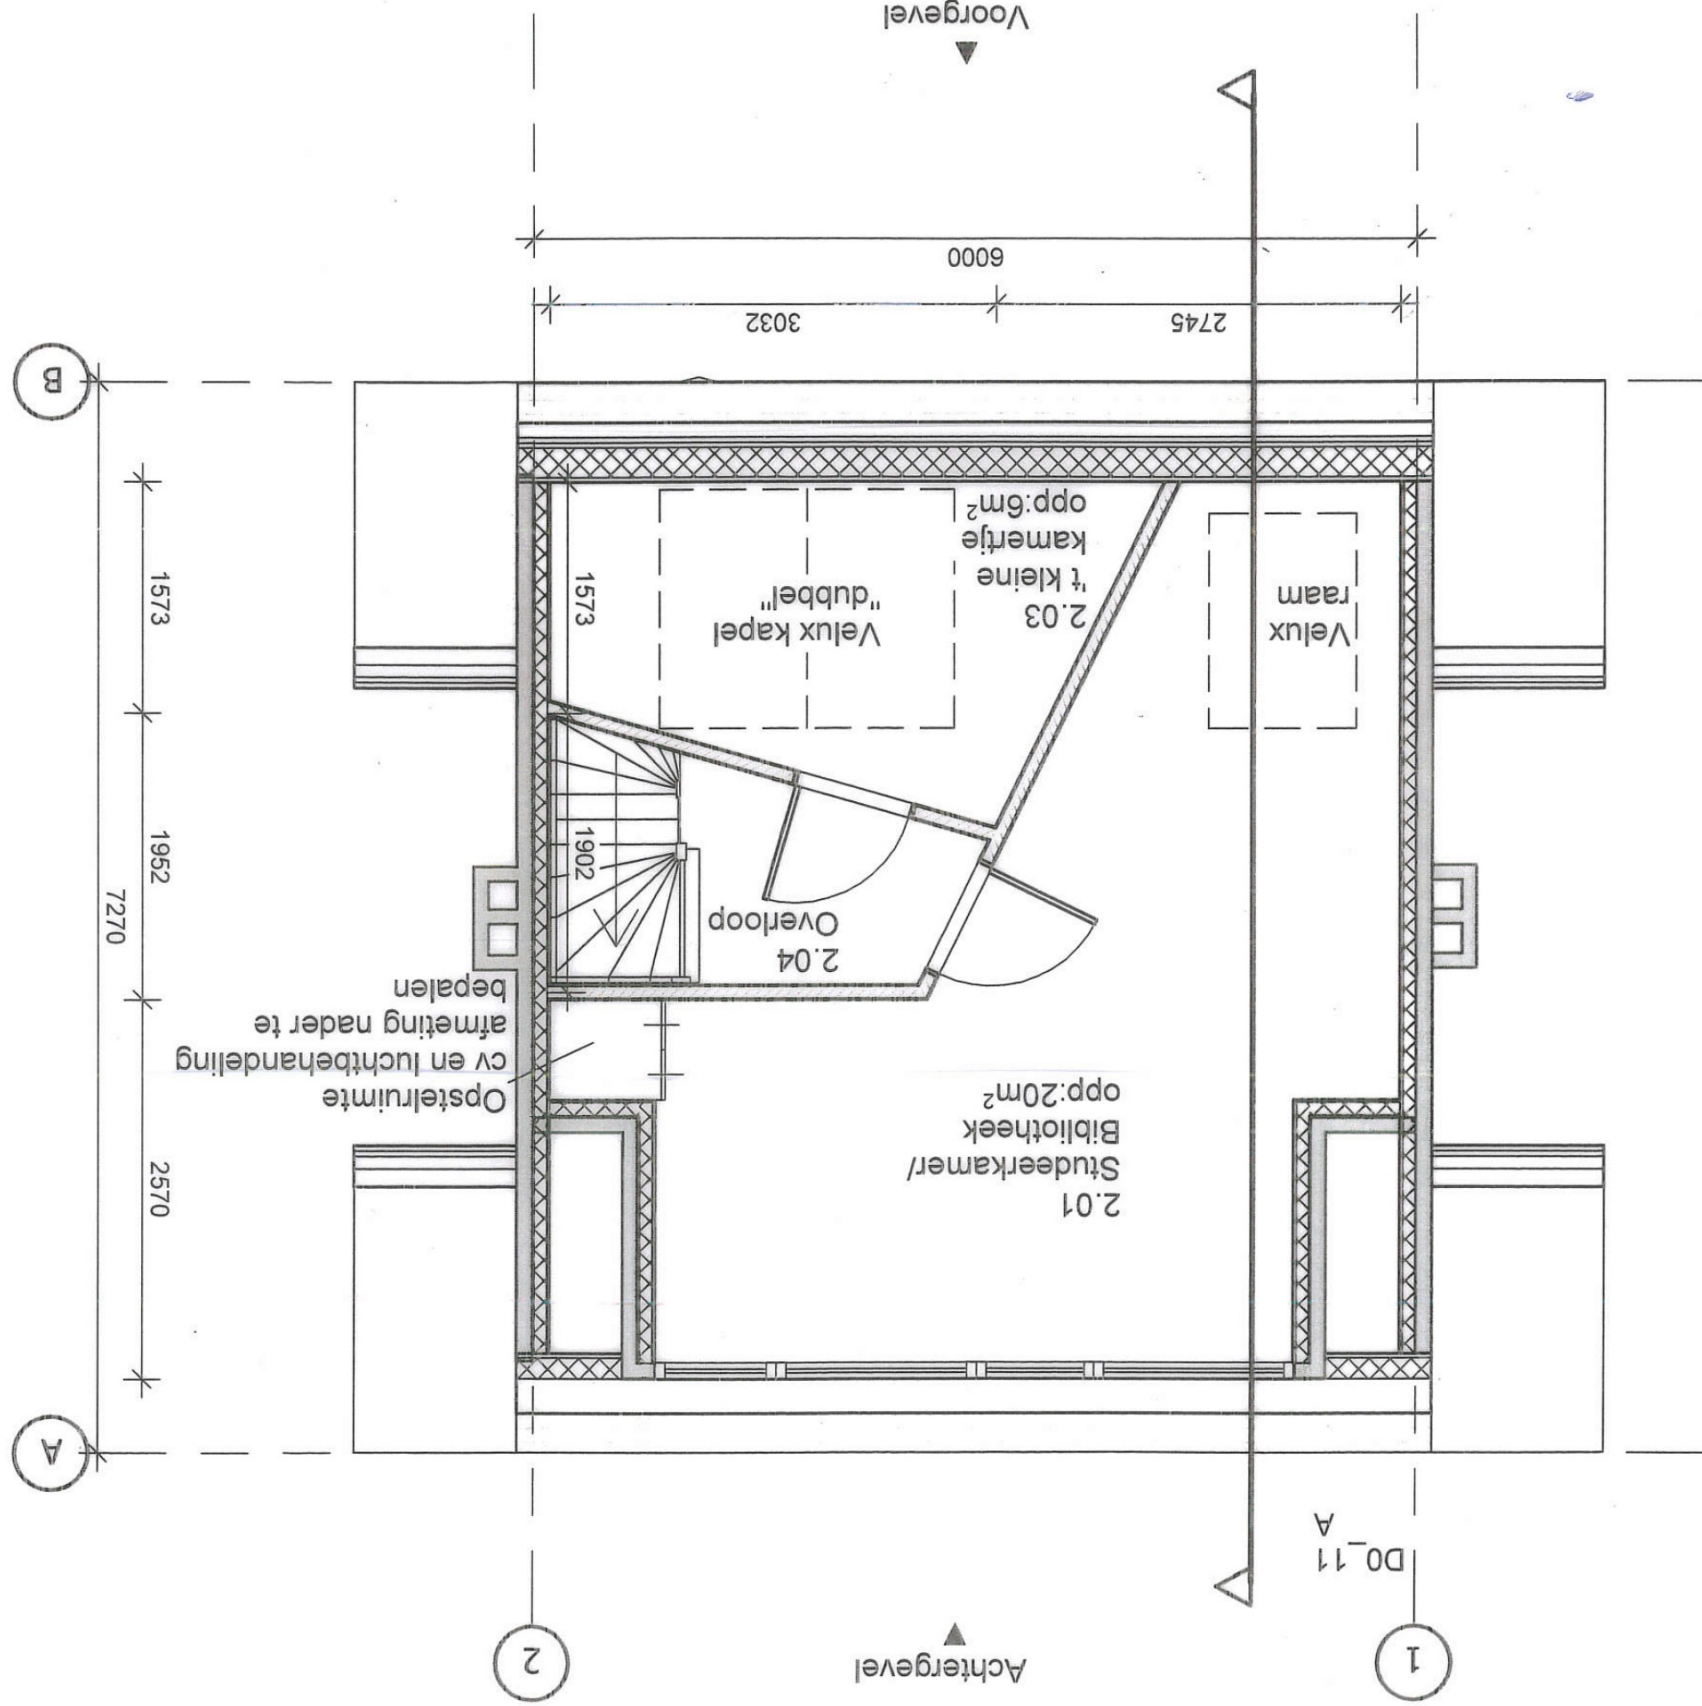 Achtergevel
1
2
D0_11
A
A
2.01
Studeerkamer/
Bibliotheek
opp:20m²
Opstelruimte
cv en luchtbehandeling
afmeting nader te
bepalen
2570
7270
1952
1573
2.04
Overloop
1902
1573
2.03
't kleine
kamertje
opp:6m²
Velux kapel
"dubbel"
Velux
raam
B
2745
3032
6000
Voorgevel